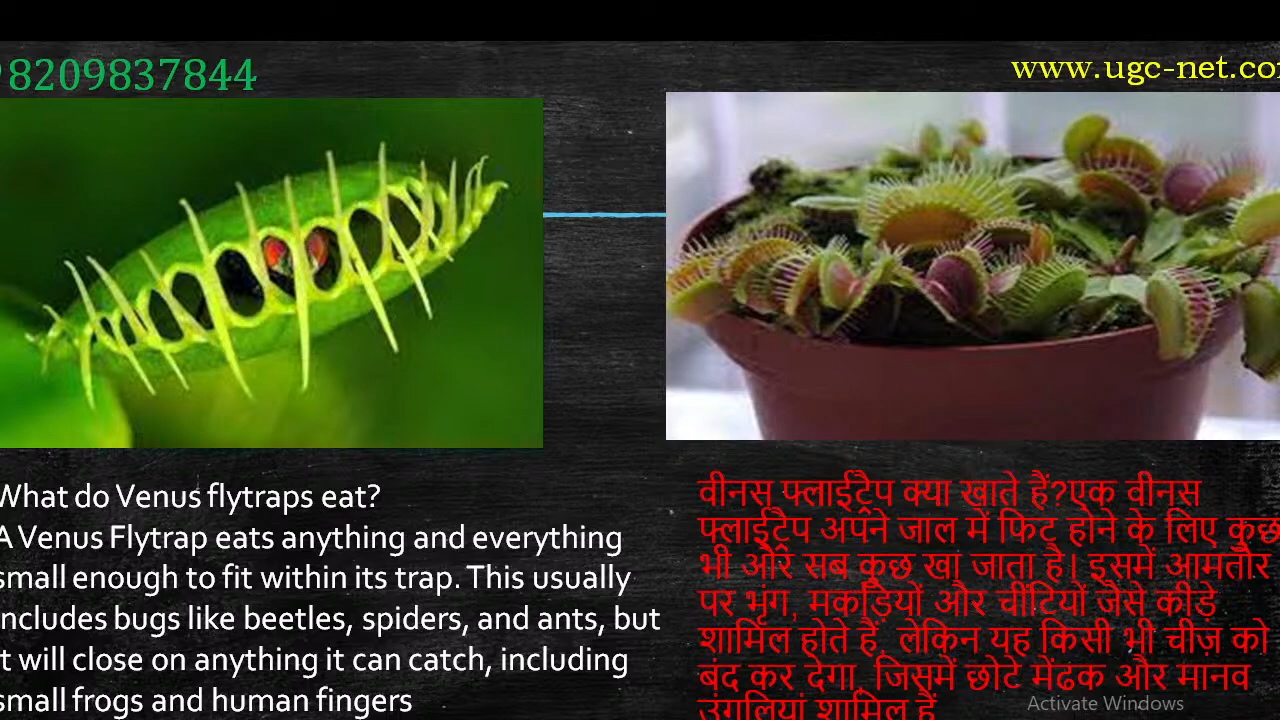 98209837844
www.ugc-net.co
What do Venus flytraps eat?
A Venus Flytrap eats anything and everything
small enough to fit within its trap. This usually
includes bugs like beetles, spiders, and ants, but
it will close on anything it can catch, including
small frogs and human fingers
वीनस फ्लाईट्रैप क्या खाते हैं?एक वीनस
फ्लाईट्रैप अपने जाल में फिट होने के लिए कुछ
भी और सब कुछ खा जाता है। इसमें आमतौर
पर भृंग, मकड़ियों और चींटियों जैसे कीड़े
शामिल होते हैं, लेकिन यह किसी भी चीज़ को
बंद कर देगा, जिसमें छोटे मेंढक और मानव
उंगलियां शामिल हैं
Activate Windows